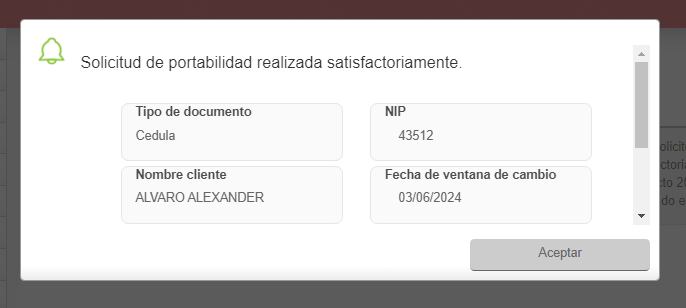 Solicitud de portabilidad realizada satisfactoriamente.
Tipo de documento
Cedula
NIP
43512
Nombre cliente
ALVARO ALEXANDER
Fecha de ventana de cambio
03/06/2024
Aceptar